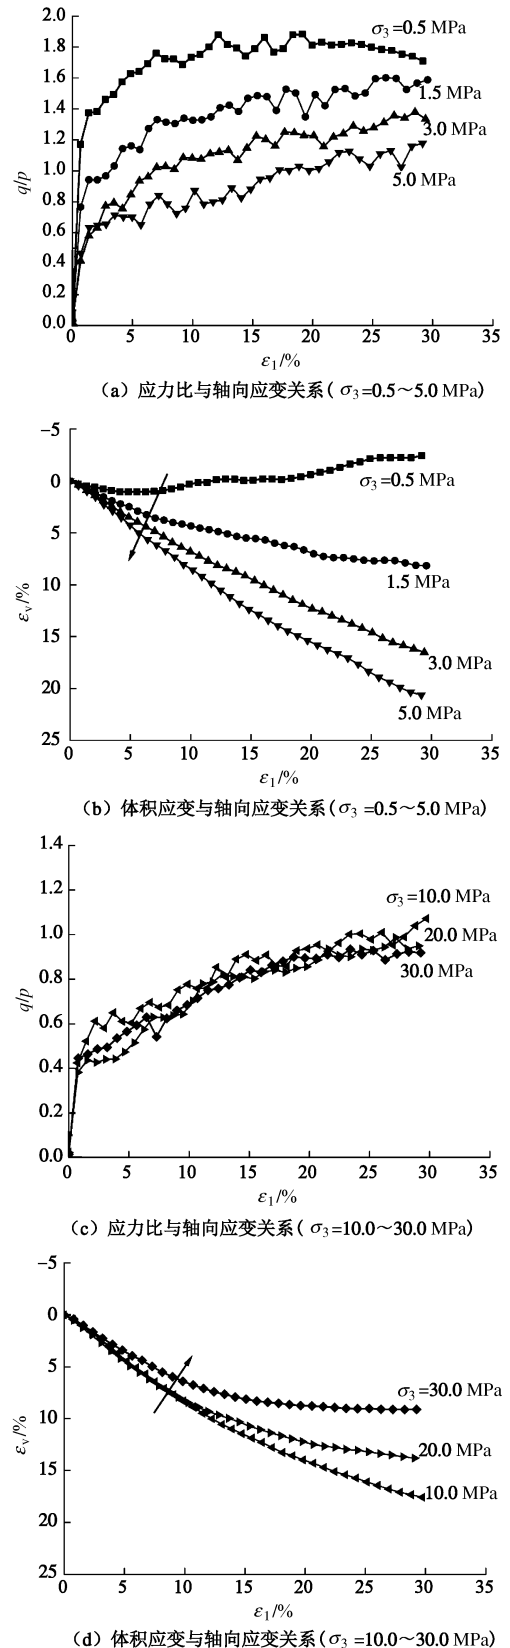 2.0
1.8
1.6
1.4
1.2
1.0
0.8
0.6
0.4
0.2
0.0
q/p
σ3=0.5 MPa
1.5 MPa
3.0 MPa
5.0 MPa
0 5 10 15 20 25 30 35
ε1/%
（a）应力比与轴向应变关系( σ3=0.5～5.0 MPa)
−5
0
5
10
15
20
25
εv/%
σ3=0.5 MPa
1.5 MPa
3.0 MPa
5.0 MPa
0 5 10 15 20 25 30 35
ε1/%
（b）体积应变与轴向应变关系( σ3 =0.5～5.0 MPa)
1.4
1.2
1.0
0.8
0.6
0.4
0.2
0.0
q/p
σ3=10.0 MPa
20.0 MPa
30.0 MPa
0 5 10 15 20 25 30 35
ε1/%
（c）应力比与轴向应变关系( σ3=10.0～30.0 MPa)
−5
0
5
10
15
20
25
εv/%
σ3=30.0 MPa
20.0 MPa
10.0 MPa
0 5 10 15 20 25 30 35
ε1/%
（d）体积应变与轴向应变关系( σ3 =10.0～30.0 MPa)